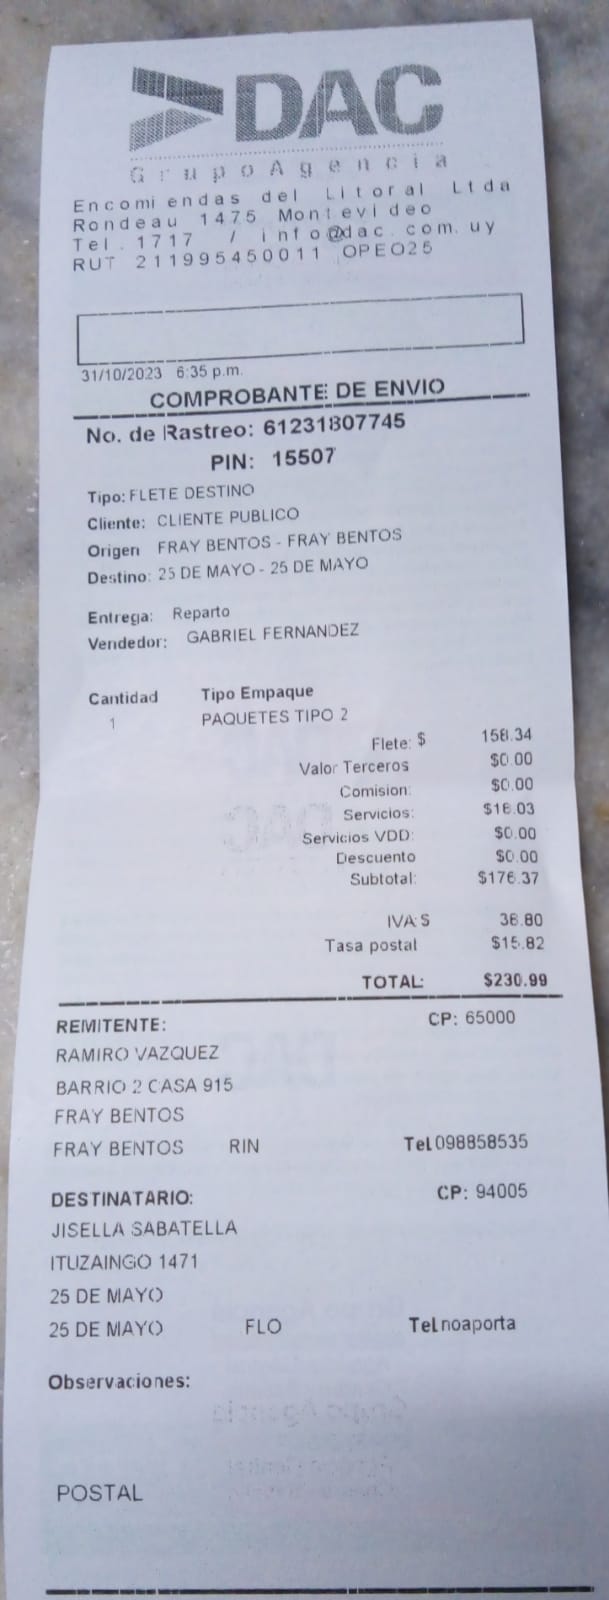 DAC
GrupoAgencia
Encomiendas del Litoral Ltda
Rondeau 1475 Montevideo
Tel. 1717 / info@dac.com.uy
RUT 211995450011 OPEO25
31/10/2023 6:35 p.m.
COMPROBANTE DE ENVIO
No. de Rastreo: 61231807745
PIN: 15507
Tipo: FLETE DESTINO
Cliente: CLIENTE PUBLICO
Origen FRAY BENTOS - FRAY BENTOS
Destino: 25 DE MAYO - 25 DE MAYO
Entrega: Reparto
Vendedor: GABRIEL FERNANDEZ
Cantidad Tipo Empaque
1 PAQUETES TIPO 2
Flete: $ 158.34
Valor Terceros $0.00
Comision: $0.00
Servicios: $18.03
Servicios VDD: $0.00
Descuento $0.00
Subtotal: $176.37
IVA: $ 38.80
Tasa postal $15.82
TOTAL: $230.99
REMITENTE: CP: 65000
RAMIRO VAZQUEZ
BARRIO 2 CASA 915
FRAY BENTOS
FRAY BENTOS RIN Tel.098858535
DESTINATARIO: CP: 94005
JISELLA SABATELLA
ITUZAINGO 1471
25 DE MAYO
25 DE MAYO FLO Tel.noaporta
Observaciones:
POSTAL